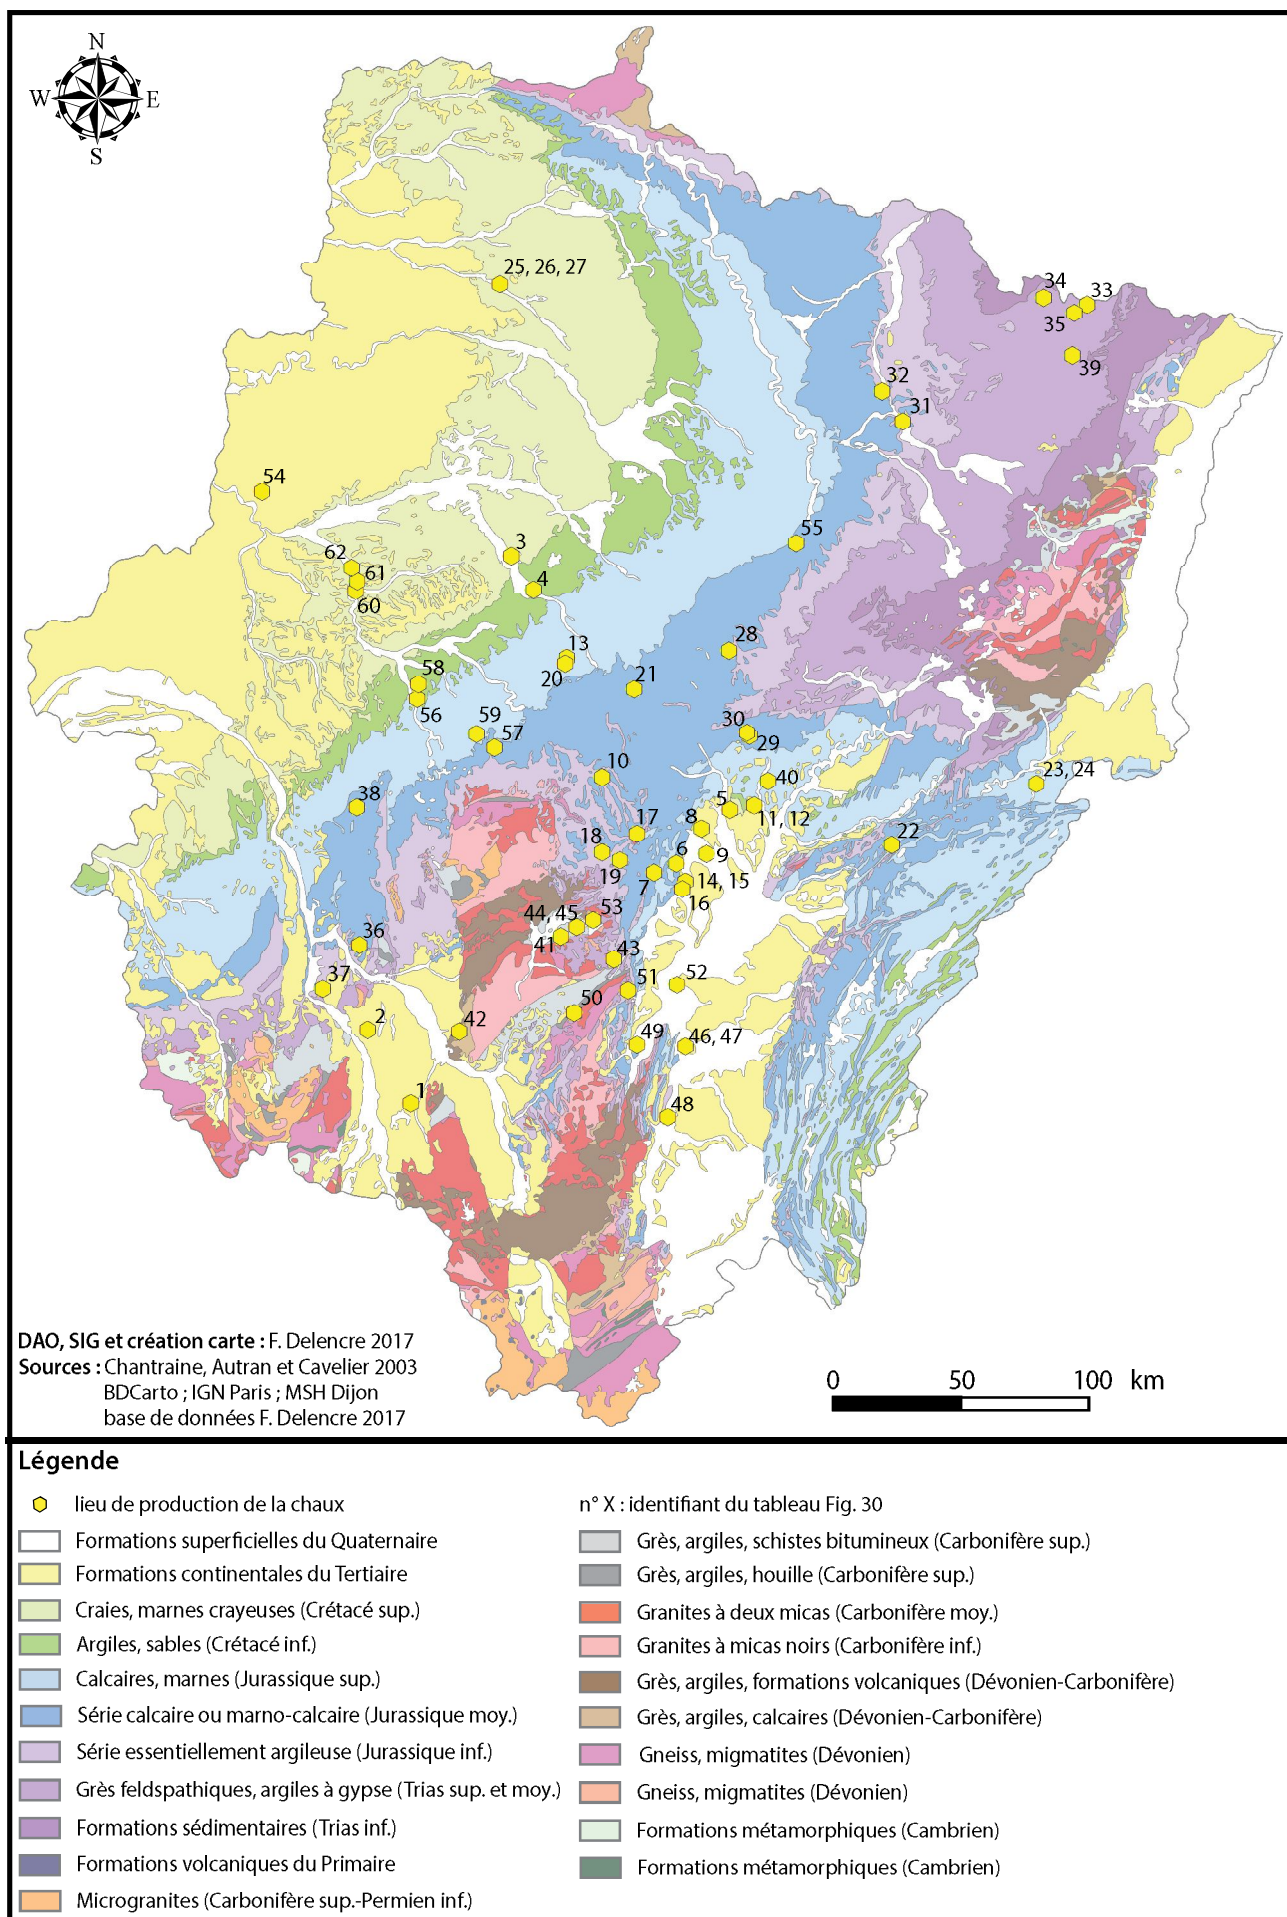 N
W
E
S
25, 26, 27
34
33
35
39
32
31
54
55
3
62
61
4
60
28
13
20
21
58
56
59
57
30
29
10
40
23, 24
38
5
11, 12
8
17
22
18
6
9
19
7
14, 15
16
53
44, 45
41
36
43
37
51
52
50
2
42
49
46, 47
1
48
DAO, SIG et création carte : F. Delencre 2017
Sources : Chantraine, Autran et Cavelier 2003
BDCarto ; IGN Paris ; MSH Dijon
base de données F. Delencre 2017
0 50 100 km
Légende
lieu de production de la chaux
Formations superficielles du Quaternaire
Formations continentales du Tertiaire
Craies, marnes crayeuses (Crétacé sup.)
Argiles, sables (Crétacé inf.)
Calcaires, marnes (Jurassique sup.)
Série calcaire ou marno-calcaire (Jurassique moy.)
Série essentiellement argileuse (Jurassique inf.)
Grès feldspathiques, argiles à gypse (Trias sup. et moy.)
Formations sédimentaires (Trias inf.)
Formations volcaniques du Primaire
Microgranites (Carbonifère sup.-Permien inf.)
n° X : identifiant du tableau Fig. 30
Grès, argiles, schistes bitumineux (Carbonifère sup.)
Grès, argiles, houille (Carbonifère sup.)
Granites à deux micas (Carbonifère moy.)
Granites à micas noirs (Carbonifère inf.)
Grès, argiles, formations volcaniques (Dévonien-Carbonifère)
Grès, argiles, calcaires (Dévonien-Carbonifère)
Gneiss, migmatites (Dévonien)
Gneiss, migmatites (Dévonien)
Formations métamorphiques (Cambrien)
Formations métamorphiques (Cambrien)